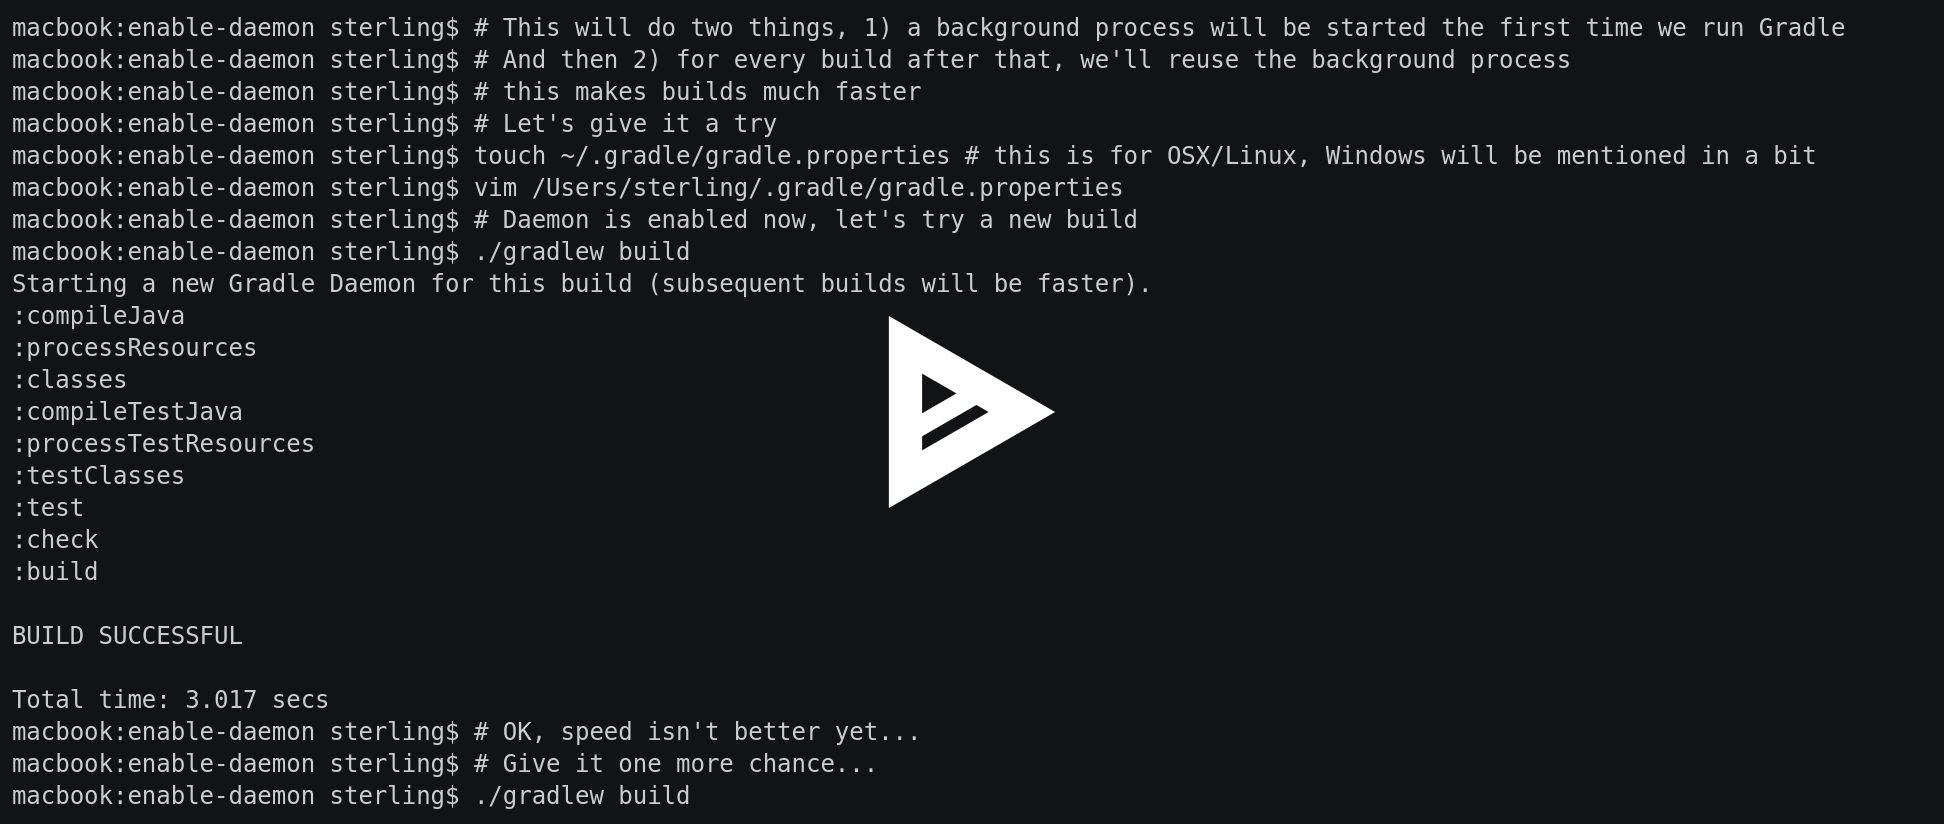 macbook:enable-daemon sterling$ # This will do two things, 1) a background process will be started the first time we run Gradle
macbook:enable-daemon sterling$ # And then 2) for every build after that, we'll reuse the background process
macbook:enable-daemon sterling$ # this makes builds much faster
macbook:enable-daemon sterling$ # Let's give it a try
macbook:enable-daemon sterling$ touch ~/.gradle/gradle.properties # this is for OSX/Linux, Windows will be mentioned in a bit
macbook:enable-daemon sterling$ vim /Users/sterling/.gradle/gradle.properties
macbook:enable-daemon sterling$ # Daemon is enabled now, let's try a new build
macbook:enable-daemon sterling$ ./gradlew build
Starting a new Gradle Daemon for this build (subsequent builds will be faster).
:compileJava
:processResources
:classes
:compileTestJava
:processTestResources
:testClasses
:test
:check
:build
BUILD SUCCESSFUL
Total time: 3.017 secs
macbook:enable-daemon sterling$ # OK, speed isn't better yet...
macbook:enable-daemon sterling$ # Give it one more chance...
macbook:enable-daemon sterling$ ./gradlew build